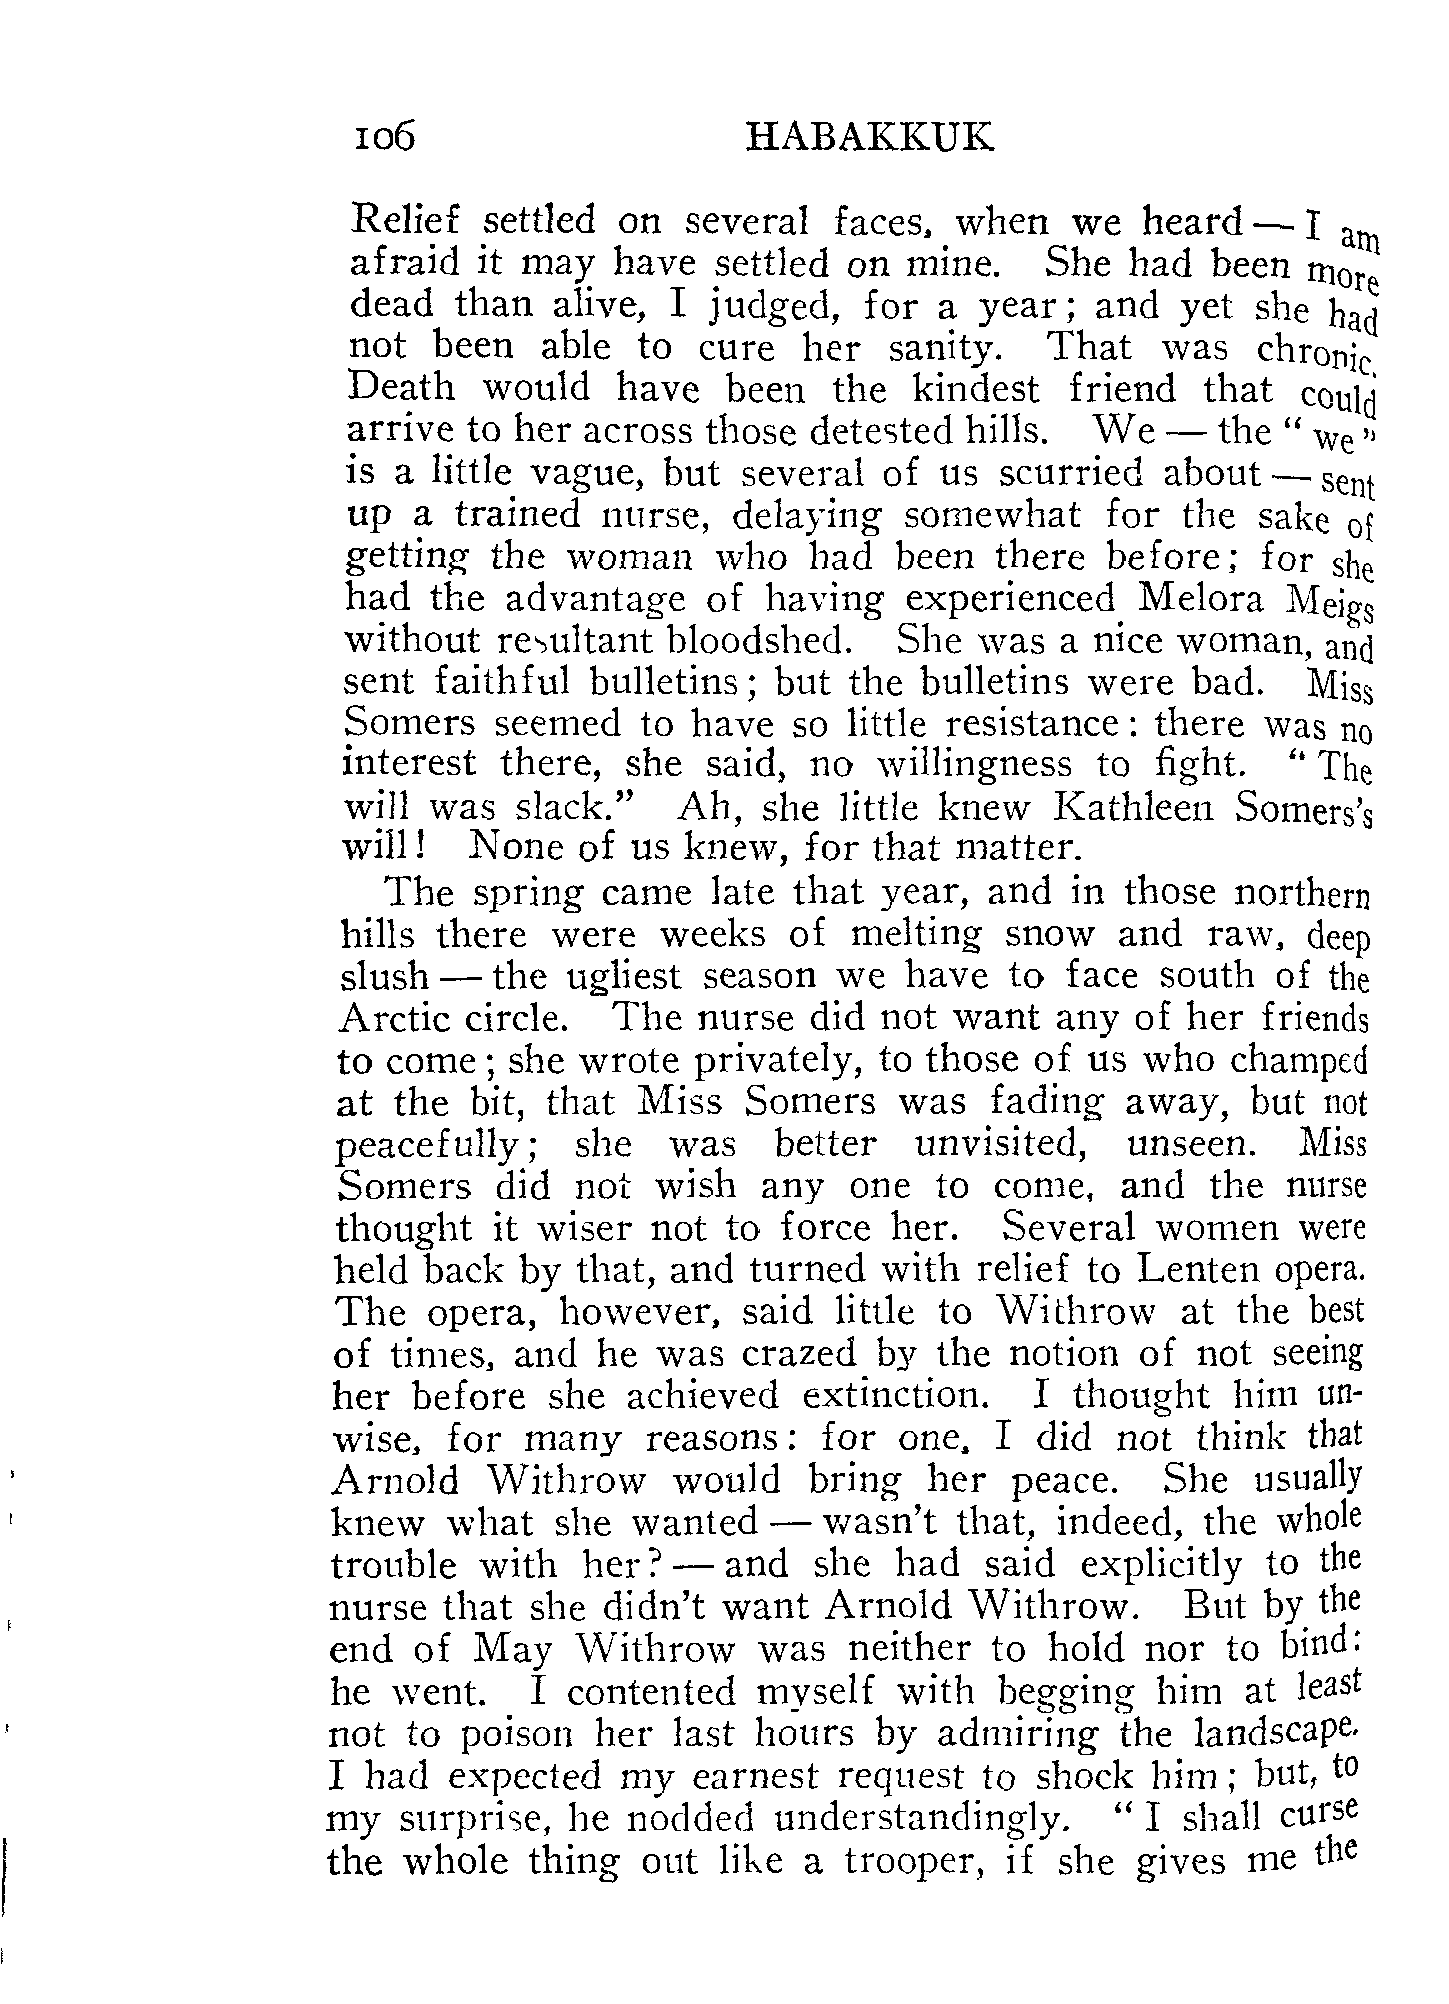 106 HABAKKUK
Relief settled on several faces, when we heard — I am
afraid it may have settled on mine. She had been more
dead than alive, I judged, for a year; and yet she had
not been able to cure her sanity. That was chronic.
Death would have been the kindest friend that could
arrive to her across those detested hills. We — the " we "
is a little vague, but several of us scurried about — sent
up a trained nurse, delaying somewhat for the sake of
getting the woman who had been there before; for she
had the advantage of having experienced Melora Meigs
without resultant bloodshed. She was a nice woman, and
sent faithful bulletins; but the bulletins were bad. Miss
Somers seemed to have so little resistance: there was no
interest there, she said, no willingness to fight. " The
will was slack." Ah, she little knew Kathleen Somers's
will! None of us knew, for that matter.
The spring came late that year, and in those northern
hills there were weeks of melting snow and raw, deep
slush — the ugliest season we have to face south of the
Arctic circle. The nurse did not want any of her friends
to come; she wrote privately, to those of us who champed
at the bit, that Miss Somers was fading away, but not
peacefully; she was better unvisited, unseen. Miss
Somers did not wish any one to come, and the nurse
thought it wiser not to force her. Several women were
held back by that, and turned with relief to Lenten opera.
The opera, however, said little to Withrow at the best
of times, and he was crazed by the notion of not seeing
her before she achieved extinction. I thought him un-
wise, for many reasons: for one, I did not think that
Arnold Withrow would bring her peace. She usually
knew what she wanted — wasn't that, indeed, the whole
trouble with her? — and she had said explicitly to the
nurse that she didn't want Arnold Withrow. But by the
end of May Withrow was neither to hold nor to bind:
he went. I contented myself with begging him at least
not to poison her last hours by admiring the landscape.
I had expected my earnest request to shock him; but, to
my surprise, he nodded understandingly. " I shall curse
the whole thing out like a trooper, if she gives me the